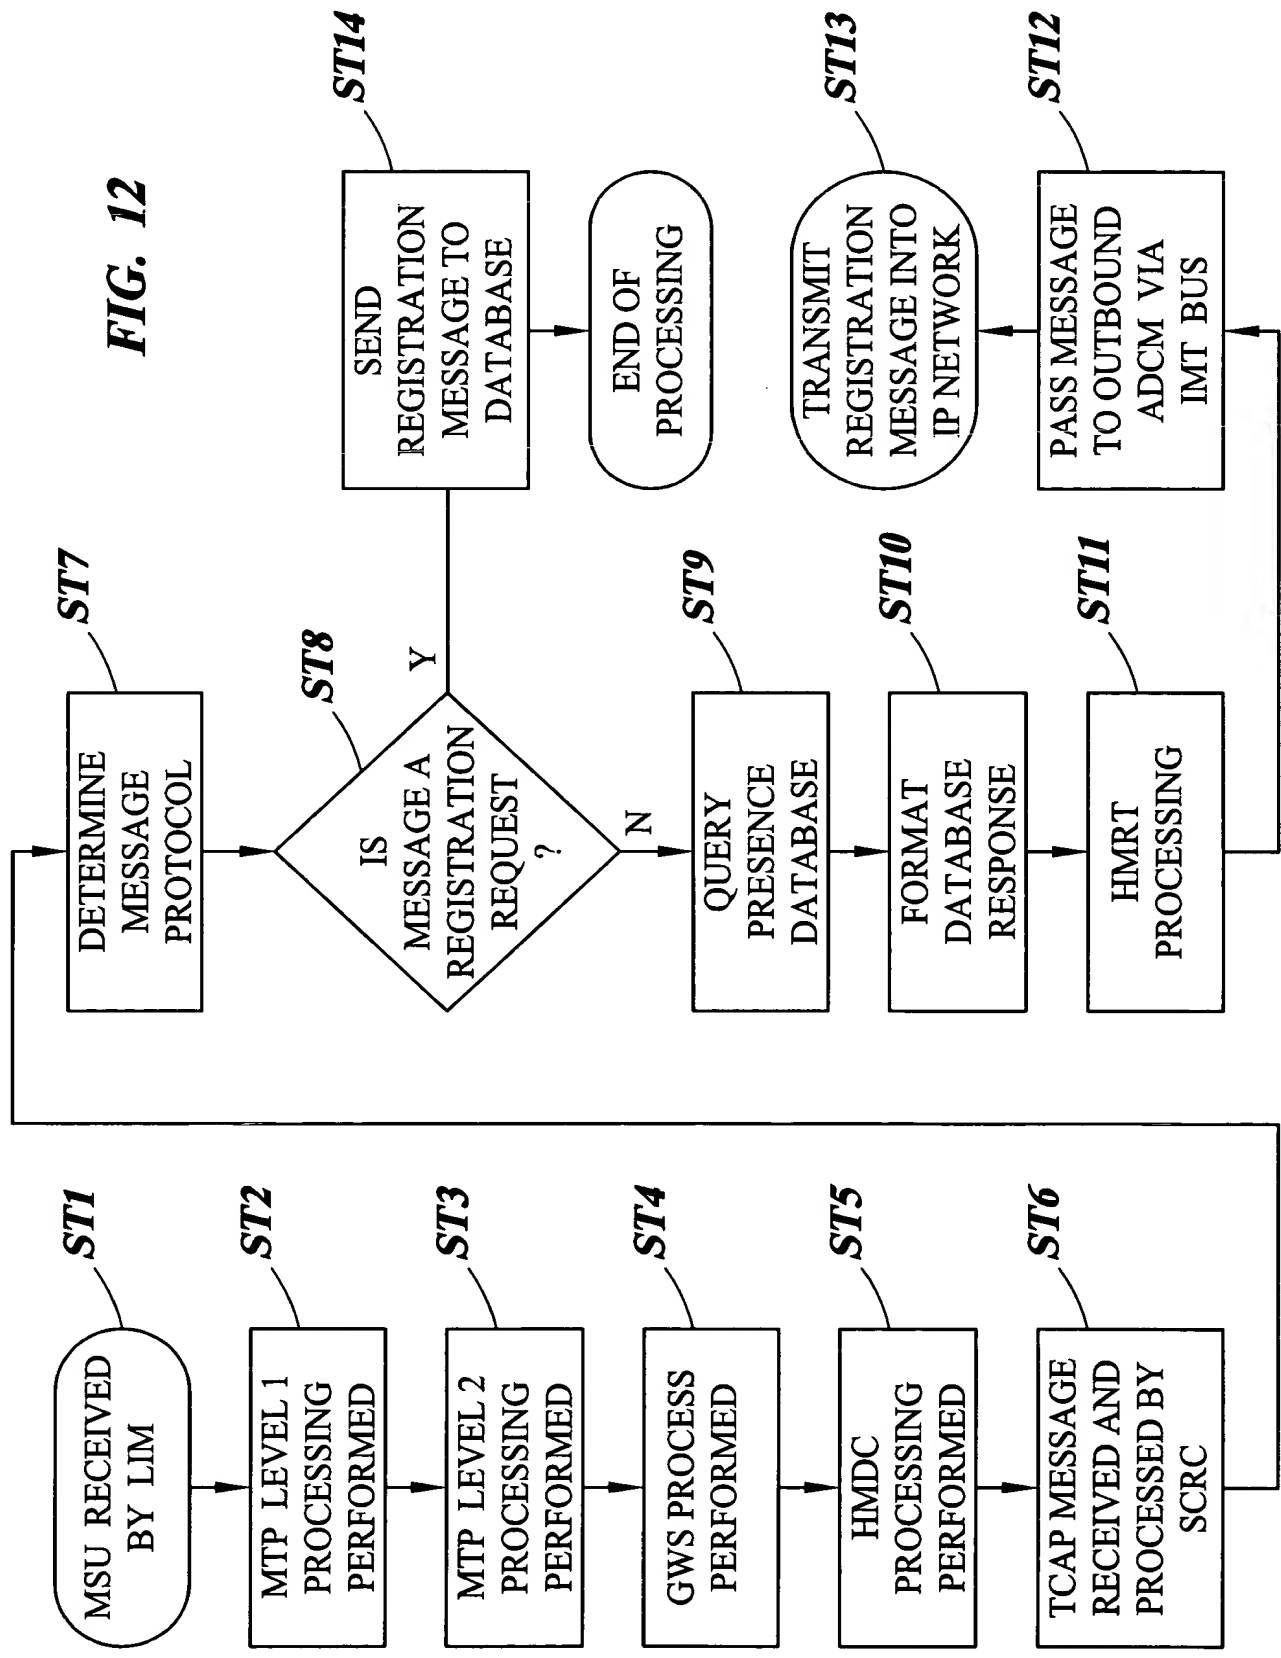 FIG. 12
ST1
MSU RECEIVED
BY LIM
ST2
MTP LEVEL 1
PROCESSING
PERFORMED
ST3
MTP LEVEL 2
PROCESSING
PERFORMED
ST4
GWS PROCESS
PERFORMED
ST5
HMDC
PROCESSING
PERFORMED
ST6
TCAP MESSAGE
RECEIVED AND
PROCESSED BY
SCRC
ST7
DETERMINE
MESSAGE
PROTOCOL
ST8
IS
MESSAGE A
REGISTRATION
REQUEST
?
Y
N
ST9
QUERY
PRESENCE
DATABASE
ST10
FORMAT
DATABASE
RESPONSE
ST11
HMRT
PROCESSING
ST14
SEND
REGISTRATION
MESSAGE TO
DATABASE
END OF
PROCESSING
ST13
TRANSMIT
REGISTRATION
MESSAGE INTO
IP NETWORK
ST12
PASS MESSAGE
TO OUTBOUND
ADCM VIA
IMT BUS